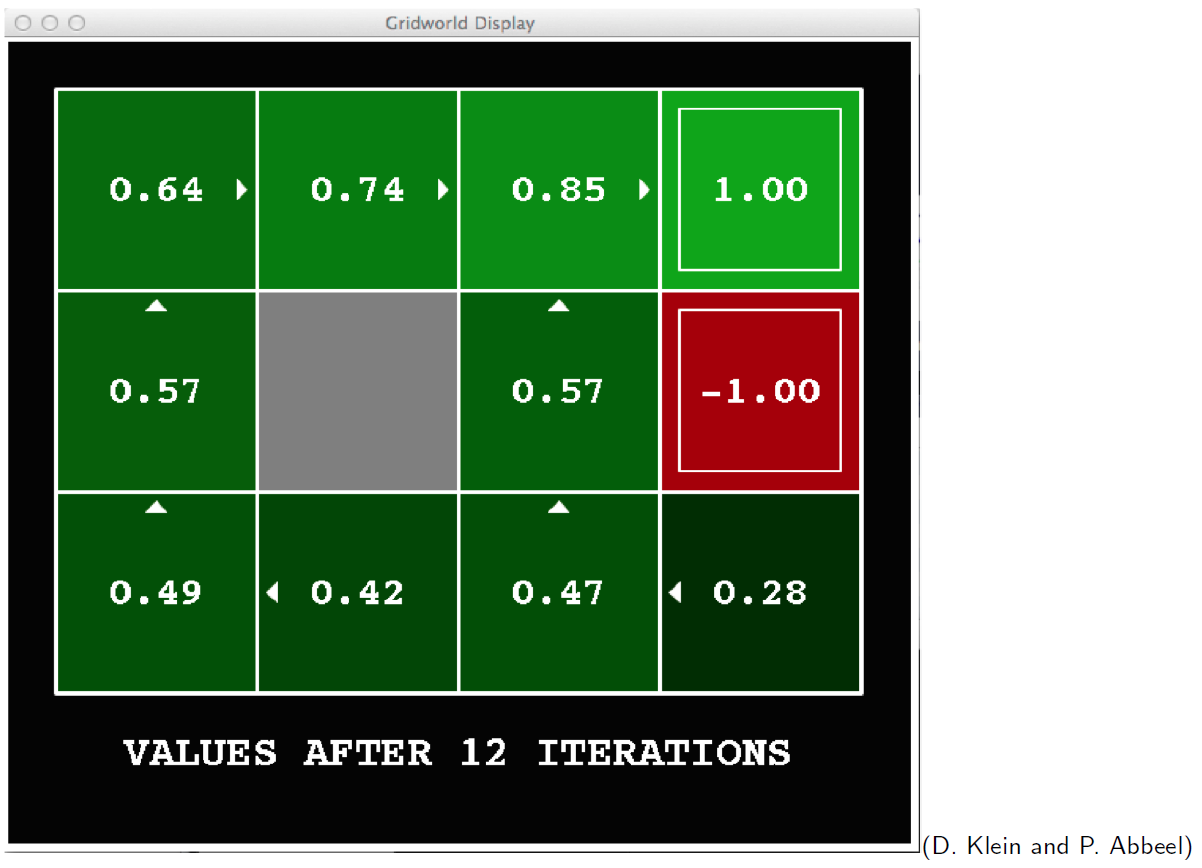 Gridworld Display
0.64 0.74 0.85 1.00
0.57 0.57 -1.00
0.49 0.42 0.47 0.28
VALUES AFTER 12 ITERATIONS
(D. Klein and P. Abbeel)